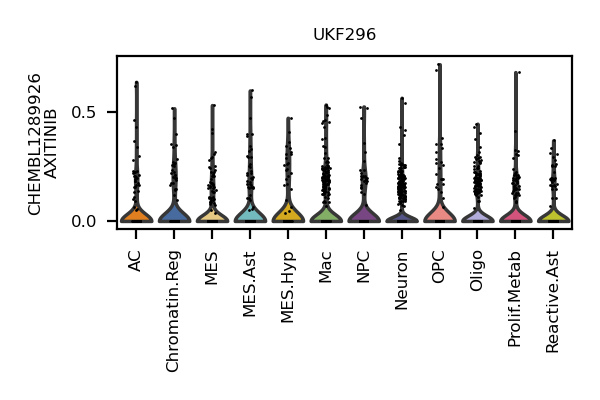 UKF296
CHEMBL1289926
AXITINIB
0.5
0.0
AC
Chromatin.Reg
MES
MES.Ast
MES.Hyp
Mac
NPC
Neuron
OPC
Oligo
Prolif.Metab
Reactive.Ast